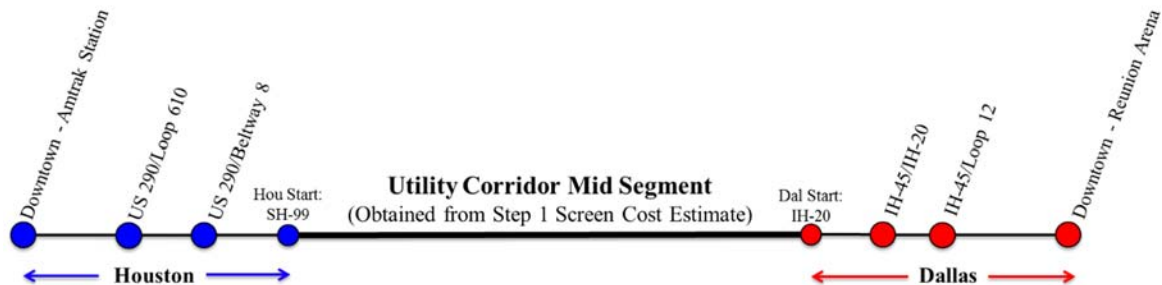 Downtown - Amtrak Station
US 290/Loop 610
US 290/Beltway 8
Hou Start:
SH-99
Utility Corridor Mid Segment
(Obtained from Step 1 Screen Cost Estimate)
Dal Start:
IH-20
IH-45/IH-20
IH-45/Loop 12
Downtown - Reunion Arena
Houston
Dallas